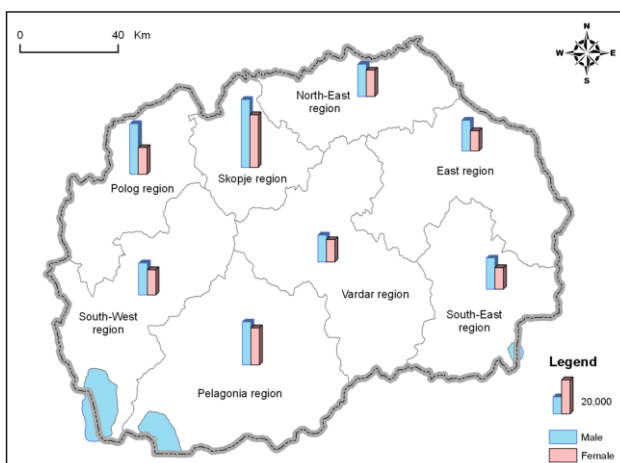 0
40
Km
N
W
E
S
North-East
region
Polog region
Skopje region
East region
South-West
region
Vardar region
South-East
region
Pelagonia region
Legend
20,000
Male
Female